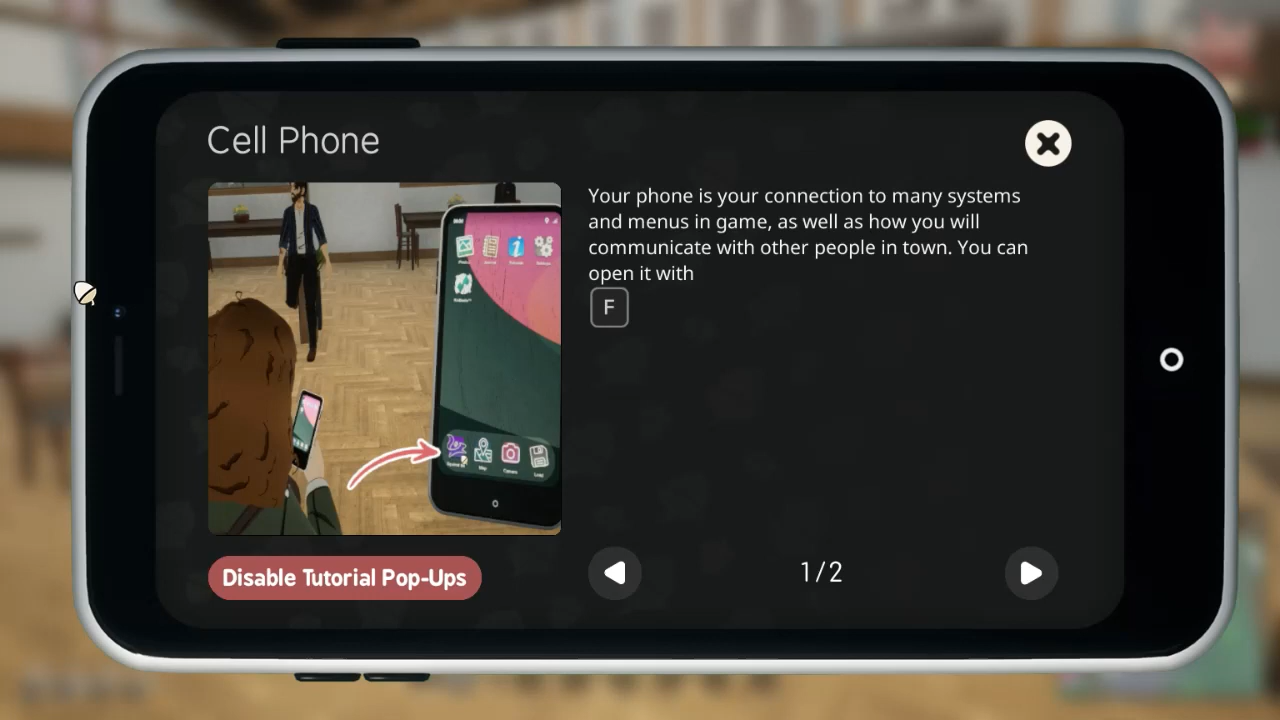 Cell Phone
Your phone is your connection to many systems
and menus in game, as well as how you will
communicate with other people in town. You can
open it with
F
Disable Tutorial Pop-Ups
1/2